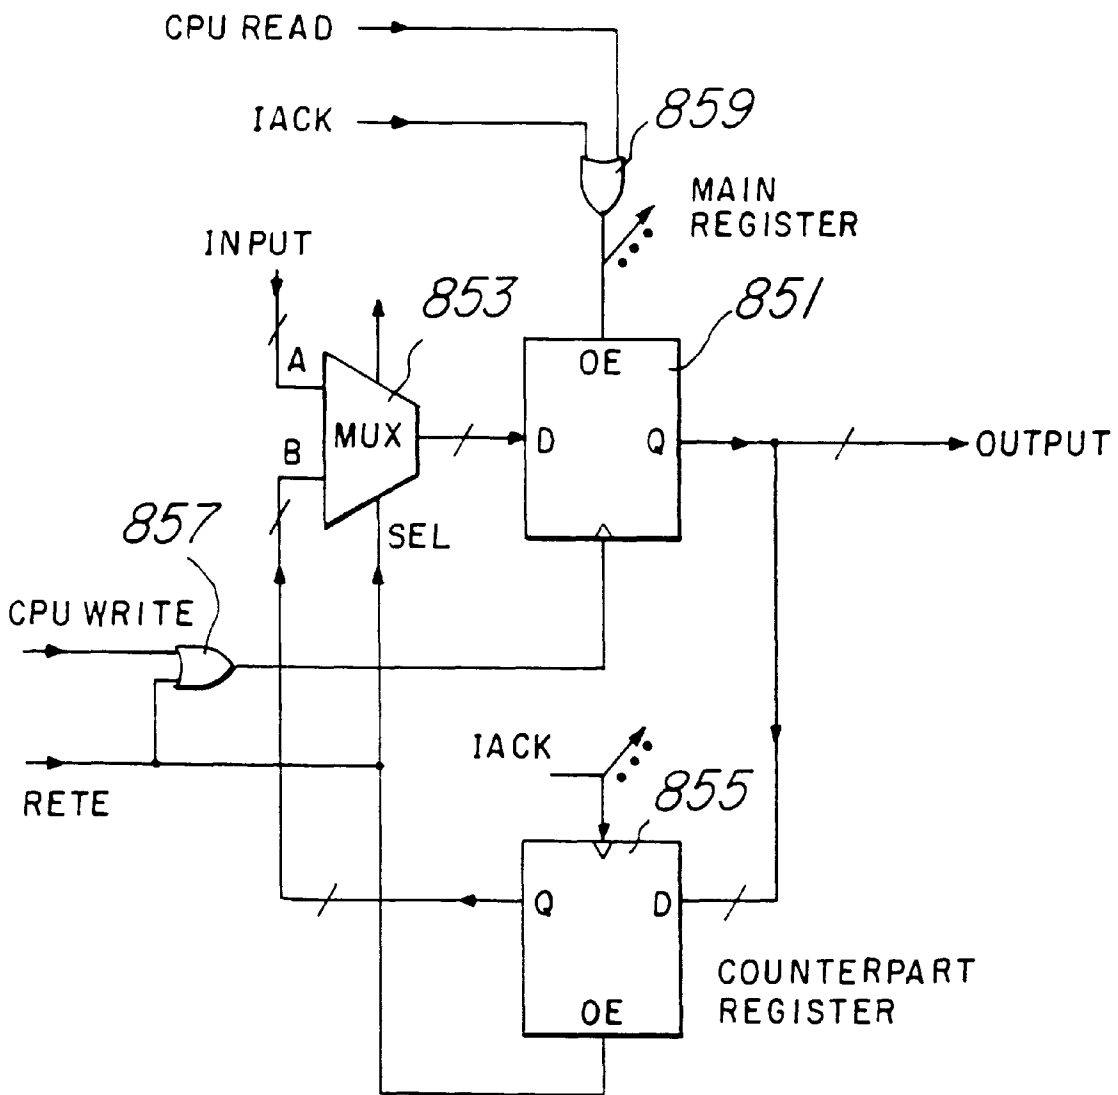 CPU READ
IACK
859
MAIN
REGISTER
INPUT
853
851
A
OE
MUX
D
Q
OUTPUT
B
SEL
857
CPU WRITE
IACK
RETE
855
Q
D
COUNTERPART
REGISTER
OE